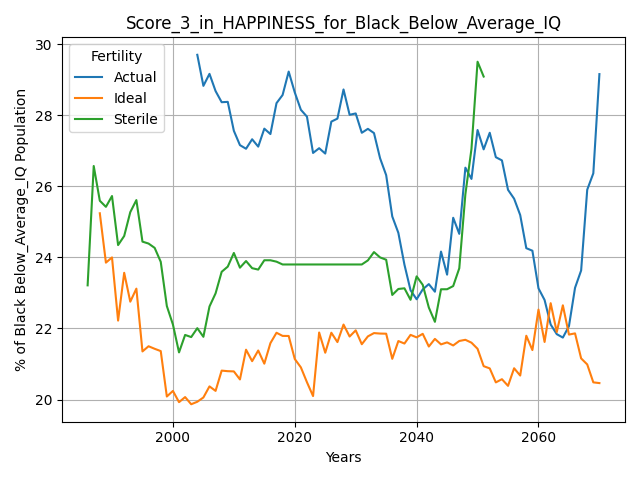 Score_3_in_HAPPINESS_for_Black_Below_Average_IQ
% of Black Below_Average_IQ Population
30
28
26
24
22
20
Fertility
Actual
Ideal
Sterile
2000
2020
2040
2060
Years